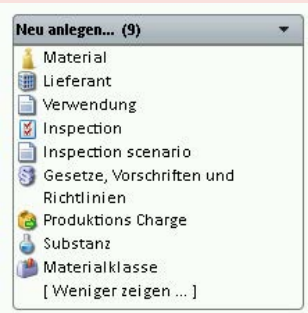 Neu anlegen... (9)
Material
Lieferant
Verwendung
Inspection
Inspection scenario
Gesetze, Vorschriften und
Richtlinien
Produktions Charge
Substanz
Materialklasse
[ Weniger zeigen ... ]